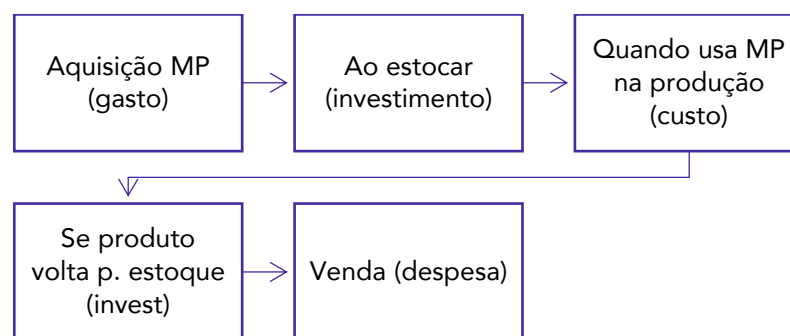 Aquisição MP
(gasto)
Ao estocar
(investimento)
Quando usa MP
na produção
(custo)
Se produto
volta p. estoque
(invest)
Venda (despesa)